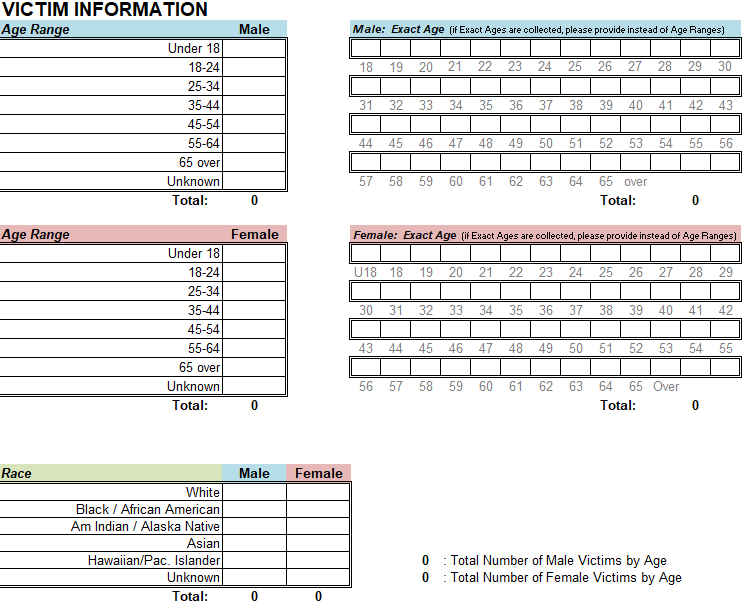 VICTIM INFORMATION
Age Range Male
Under 18
18-24
25-34
35-44
45-54
55-64
65 over
Unknown
Total: 0
Male: Exact Age (if Exact Ages are collected, please provide instead of Age Ranges)
18 19 20 21 22 23 24 25 26 27 28 29 30
31 32 33 34 35 36 37 38 39 40 41 42 43
44 45 46 47 48 49 50 51 52 53 54 55 56
57 58 59 60 61 62 63 64 65 over
Total: 0
Age Range Female
Under 18
18-24
25-34
35-44
45-54
55-64
65 over
Unknown
Total: 0
Female: Exact Age (if Exact Ages are collected, please provide instead of Age Ranges)
U18 18 19 20 21 22 23 24 25 26 27 28 29
30 31 32 33 34 35 36 37 38 39 40 41 42
43 44 45 46 47 48 49 50 51 52 53 54 55
56 57 58 59 60 61 62 63 64 65 Over
Total: 0
Race Male Female
White
Black / African American
Am Indian / Alaska Native
Asian
Hawaiian/Pac. Islander
Unknown
Total: 0 0
0 : Total Number of Male Victims by Age
0 : Total Number of Female Victims by Age